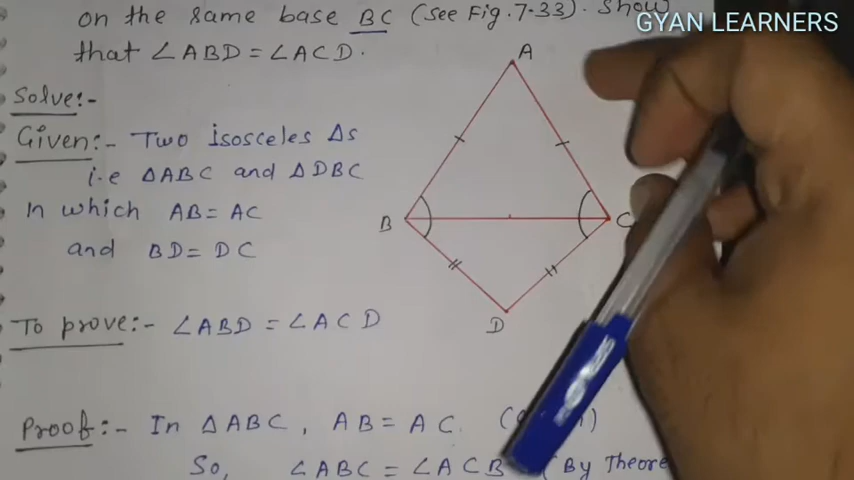 on the same base BC (See Fig. 7-33). Show
GYAN LEARNERS
that ∠ABD = ∠ACD.
Solve:-
Given:- Two isosceles Δs
i.e ΔABC and ΔDBC
In which AB = AC
and BD = DC
To prove:- ∠ABD = ∠ACD
Proof:- In ΔABC, AB = AC.
So, ∠ABC = ∠ACB (By
A
B
C
D